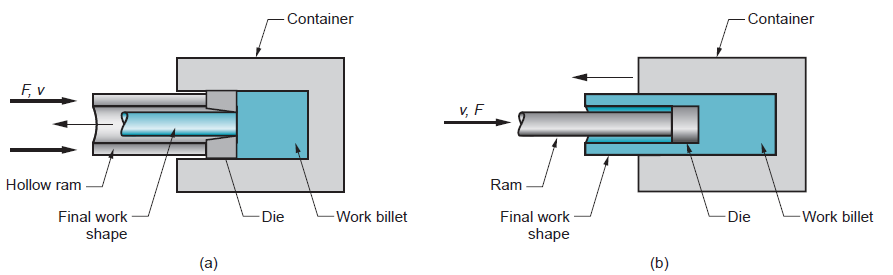 Container
F, v
Hollow ram
Final work
shape
Die
Work billet
(a)
Container
v, F
Ram
Final work
shape
Die
Work billet
(b)